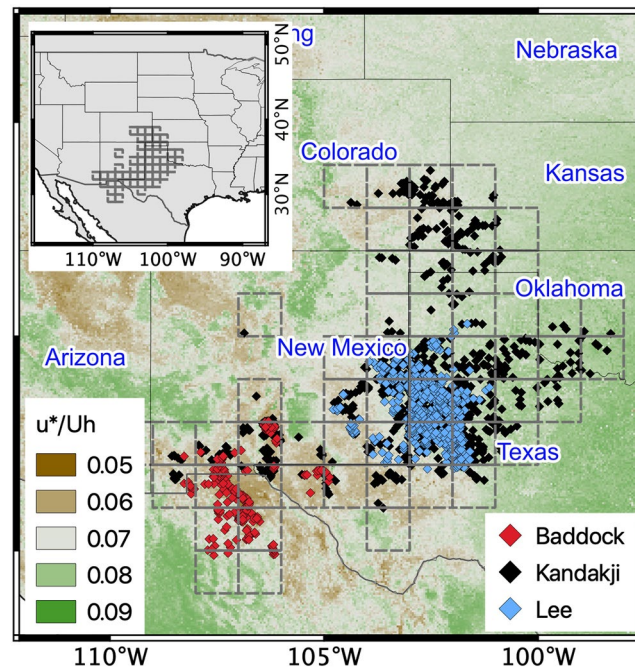 ng
50°N
40°N
30°N
110°W 100°W 90°W
Nebraska
Colorado
Kansas
Oklahoma
New Mexico
Arizona
Texas
u*/Uh
0.05
0.06
0.07
0.08
0.09
Baddock
Kandakji
Lee
110°W 105°W 100°W